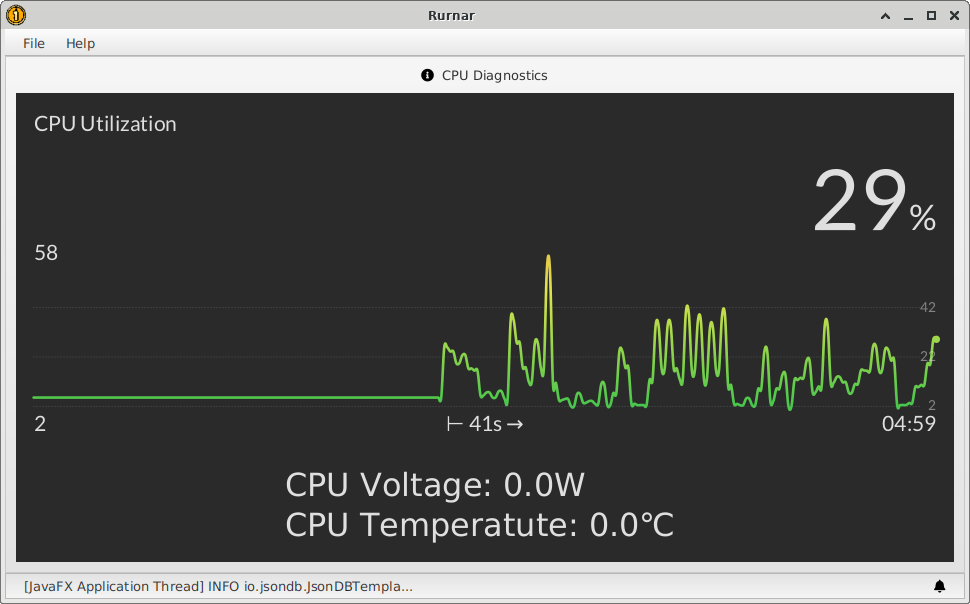 Rurnar
File Help
CPU Diagnostics
CPU Utilization
29%
58
42
22
2
2 ⊢ 41s → 04:59
CPU Voltage: 0.0W
CPU Temperatute: 0.0°C
[JavaFX Application Thread] INFO io.jsondb.JsonDBTempla...